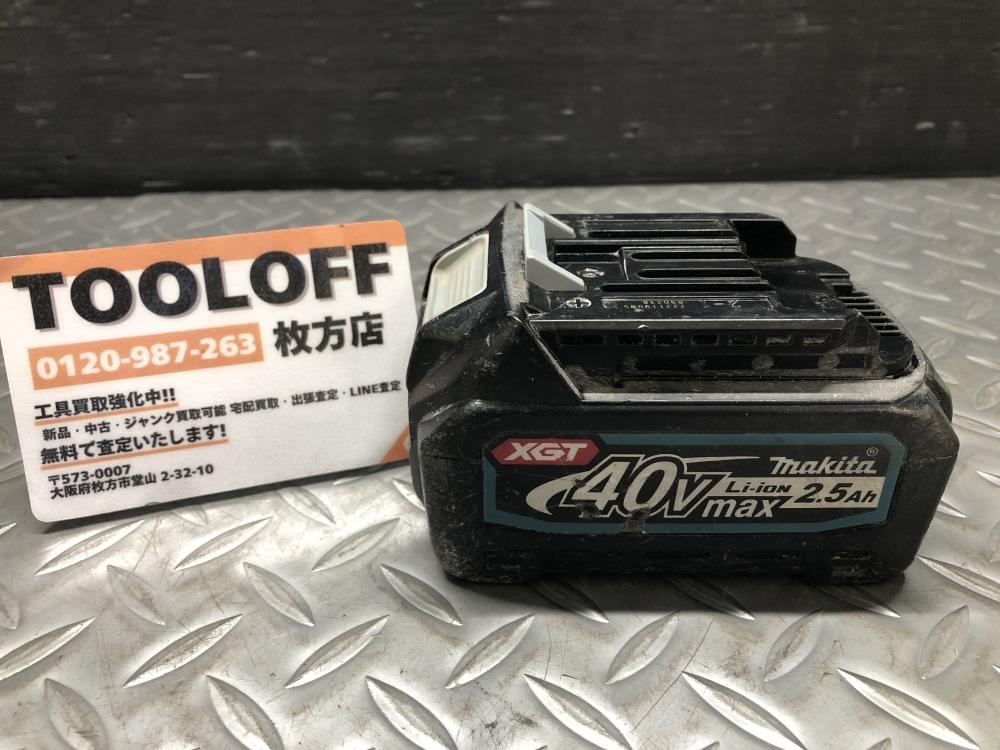 TOOLOFF
0120-987-263 枚方店
工具買取強化中!!
新品・中古・ジャンク買取可能 宅配買取・出張査定・LINE査定
無料で査定いたします!
〒573-0007
大阪府枚方市堂山 2-32-10
XGT
40Vmax
Li-ion
makita®
2.5Ah